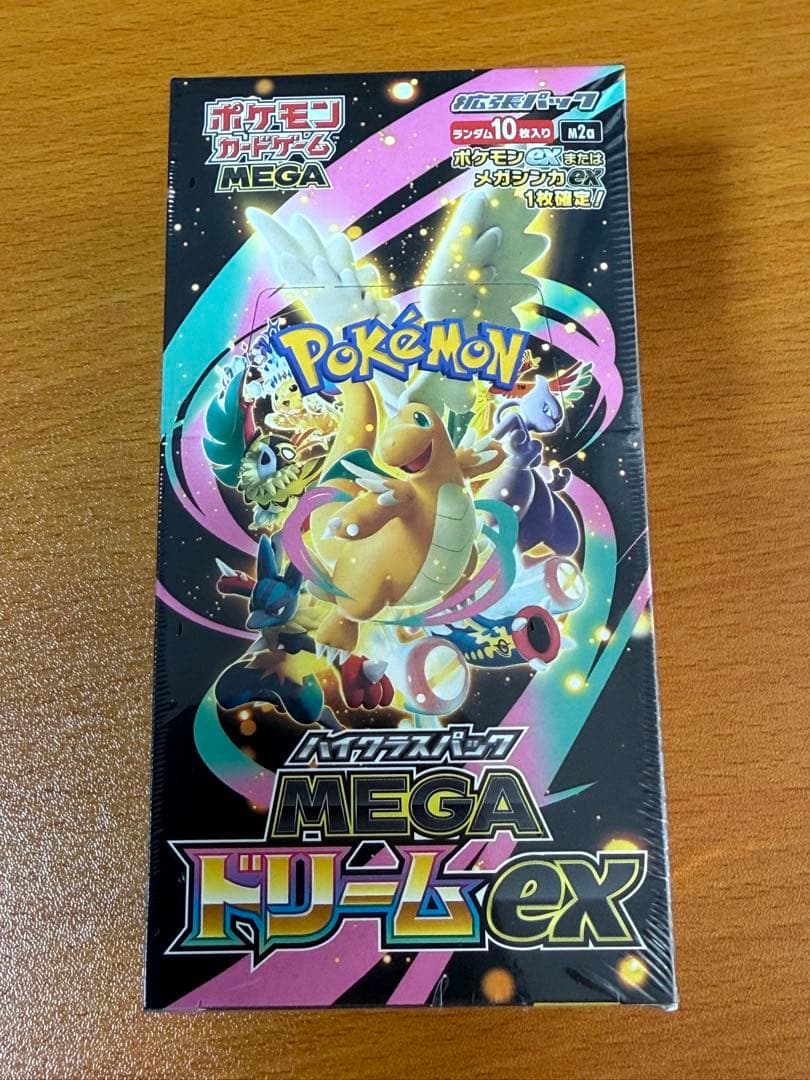 ポケモン
カードゲーム
MEGA
拡張パック
ランダム10枚入り M2a
ポケモンexまたは
メガシンカex
1枚確定!
POKéMON
TM
ハイクラスパック
MEGA
ドリームex